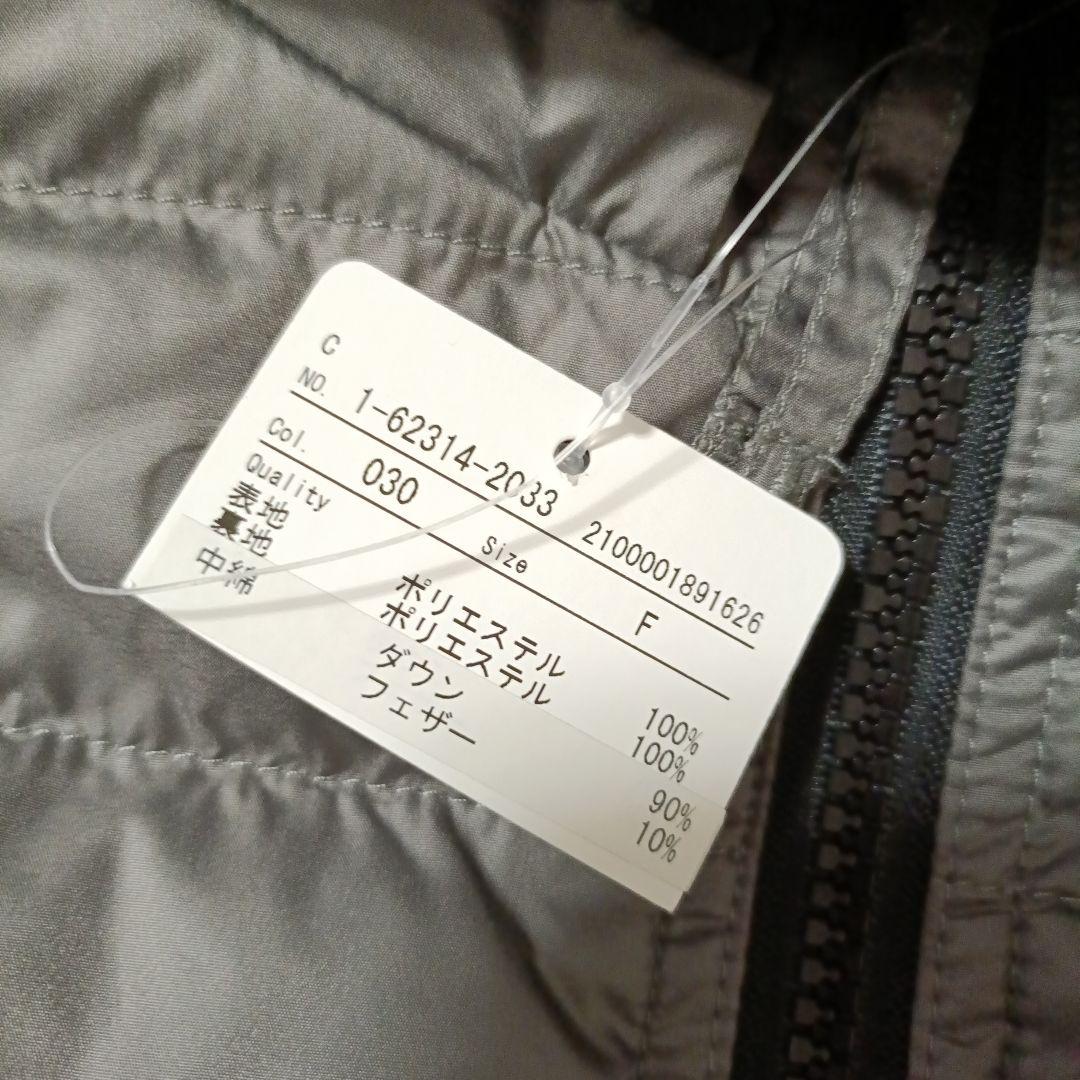 C
NO. 1-62314-2033 2100001891626
Col. 030 Size F
Quality
表地 ポリエステル 100%
裏地 ポリエステル 100%
中綿 ダウン 90%
フェザー 10%